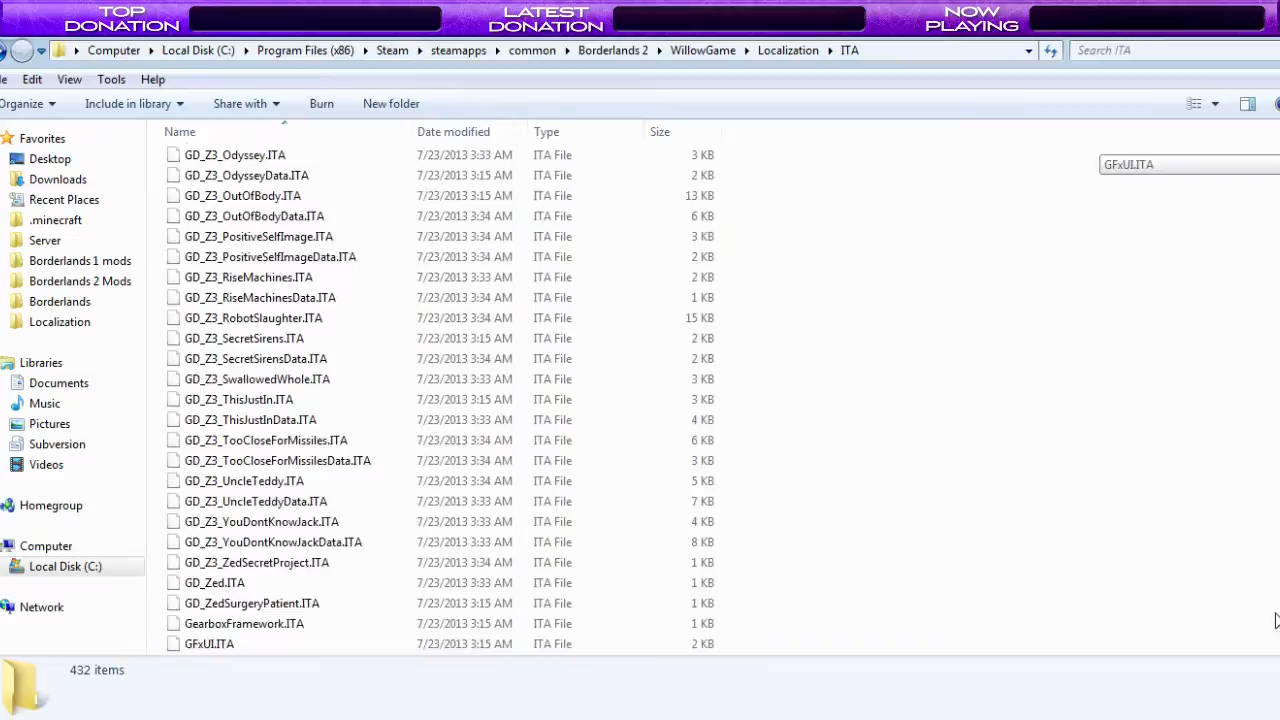 TOP DONATION
LATEST DONATION
NOW PLAYING
Computer Local Disk (C:) Program Files (x86) Steam steamapps common Borderlands 2 WillowGame Localization ITA
Search ITA
Edit View Tools Help
Organize Include in library Share with Burn New folder
Name Date modified Type Size
GFxUI.ITA
Favorites
Desktop
Downloads
Recent Places
.minecraft
Server
Borderlands 1 mods
Borderlands 2 Mods
Borderlands
Localization
Libraries
Documents
Music
Pictures
Subversion
Videos
Homegroup
Computer
Local Disk (C:)
Network
GD_Z3_Odyssey.ITA 7/23/2013 3:33 AM ITA File 3 KB
GD_Z3_OdysseyData.ITA 7/23/2013 3:15 AM ITA File 2 KB
GD_Z3_OutOfBody.ITA 7/23/2013 3:15 AM ITA File 13 KB
GD_Z3_OutOfBodyData.ITA 7/23/2013 3:34 AM ITA File 6 KB
GD_Z3_PositiveSelfImage.ITA 7/23/2013 3:34 AM ITA File 3 KB
GD_Z3_PositiveSelfImageData.ITA 7/23/2013 3:34 AM ITA File 2 KB
GD_Z3_RiseMachines.ITA 7/23/2013 3:33 AM ITA File 2 KB
GD_Z3_RiseMachinesData.ITA 7/23/2013 3:34 AM ITA File 1 KB
GD_Z3_RobotSlaughter.ITA 7/23/2013 3:34 AM ITA File 15 KB
GD_Z3_SecretSirens.ITA 7/23/2013 3:15 AM ITA File 2 KB
GD_Z3_SecretSirensData.ITA 7/23/2013 3:34 AM ITA File 2 KB
GD_Z3_SwallowedWhole.ITA 7/23/2013 3:33 AM ITA File 3 KB
GD_Z3_ThisJustIn.ITA 7/23/2013 3:15 AM ITA File 3 KB
GD_Z3_ThisJustInData.ITA 7/23/2013 3:34 AM ITA File 4 KB
GD_Z3_TooCloseForMissiles.ITA 7/23/2013 3:34 AM ITA File 6 KB
GD_Z3_TooCloseForMissilesData.ITA 7/23/2013 3:34 AM ITA File 3 KB
GD_Z3_UncleTeddy.ITA 7/23/2013 3:34 AM ITA File 5 KB
GD_Z3_UncleTeddyData.ITA 7/23/2013 3:33 AM ITA File 7 KB
GD_Z3_YouDontKnowJack.ITA 7/23/2013 3:33 AM ITA File 4 KB
GD_Z3_YouDontKnowJackData.ITA 7/23/2013 3:33 AM ITA File 8 KB
GD_Z3_ZedSecretProject.ITA 7/23/2013 3:34 AM ITA File 1 KB
GD_Zed.ITA 7/23/2013 3:33 AM ITA File 1 KB
GD_ZedSurgeryPatient.ITA 7/23/2013 3:15 AM ITA File 1 KB
GearboxFramework.ITA 7/23/2013 3:15 AM ITA File 1 KB
GFxUI.ITA 7/23/2013 3:15 AM ITA File 2 KB
432 items